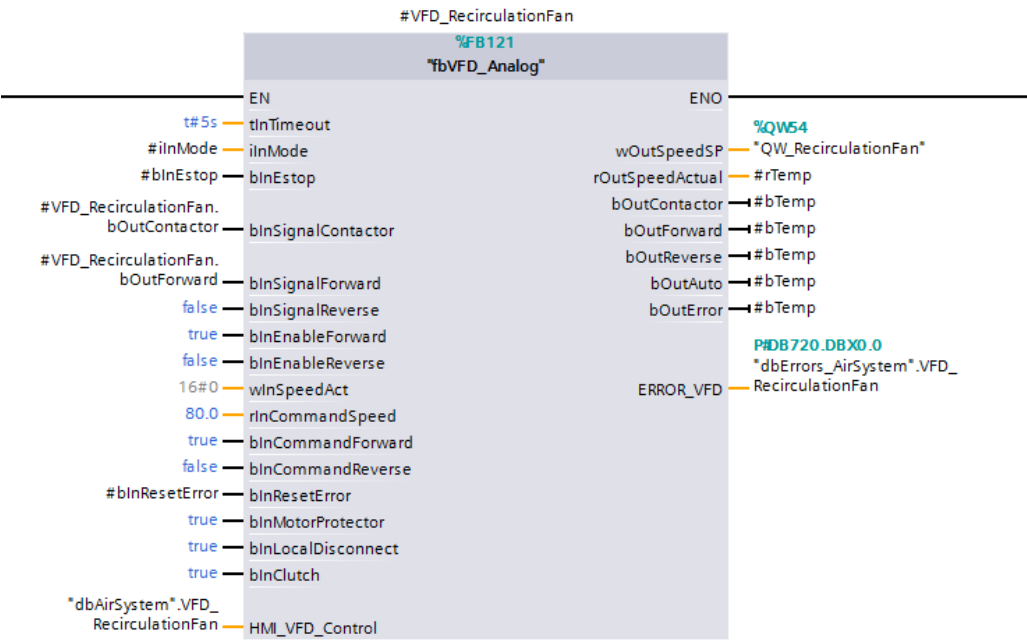 #VFD_RecirculationFan
%FB121
"fbVFD_Analog"
EN
ENO
t#5s
tInTimeout
%QW54
#iInMode
iInMode
wOutSpeedSP
"QW_RecirculationFan"
#bInEstop
bInEstop
rOutSpeedActual
#rTemp
#VFD_RecirculationFan.
bOutContactor
bInSignalContactor
bOutContactor
#bTemp
bOutForward
#bTemp
#VFD_RecirculationFan.
bOutForward
bInSignalForward
bOutReverse
#bTemp
bOutAuto
#bTemp
false
bInSignalReverse
bOutError
#bTemp
true
bInEnableForward
false
bInEnableReverse
P#DB720.DBX0.0
"dbErrors_AirSystem".VFD_
RecirculationFan
16#0
wInSpeedAct
ERROR_VFD
80.0
rInCommandSpeed
true
bInCommandForward
false
bInCommandReverse
#bInResetError
bInResetError
true
bInMotorProtector
true
bInLocalDisconnect
true
bInClutch
"dbAirSystem".VFD_
RecirculationFan
HMI_VFD_Control